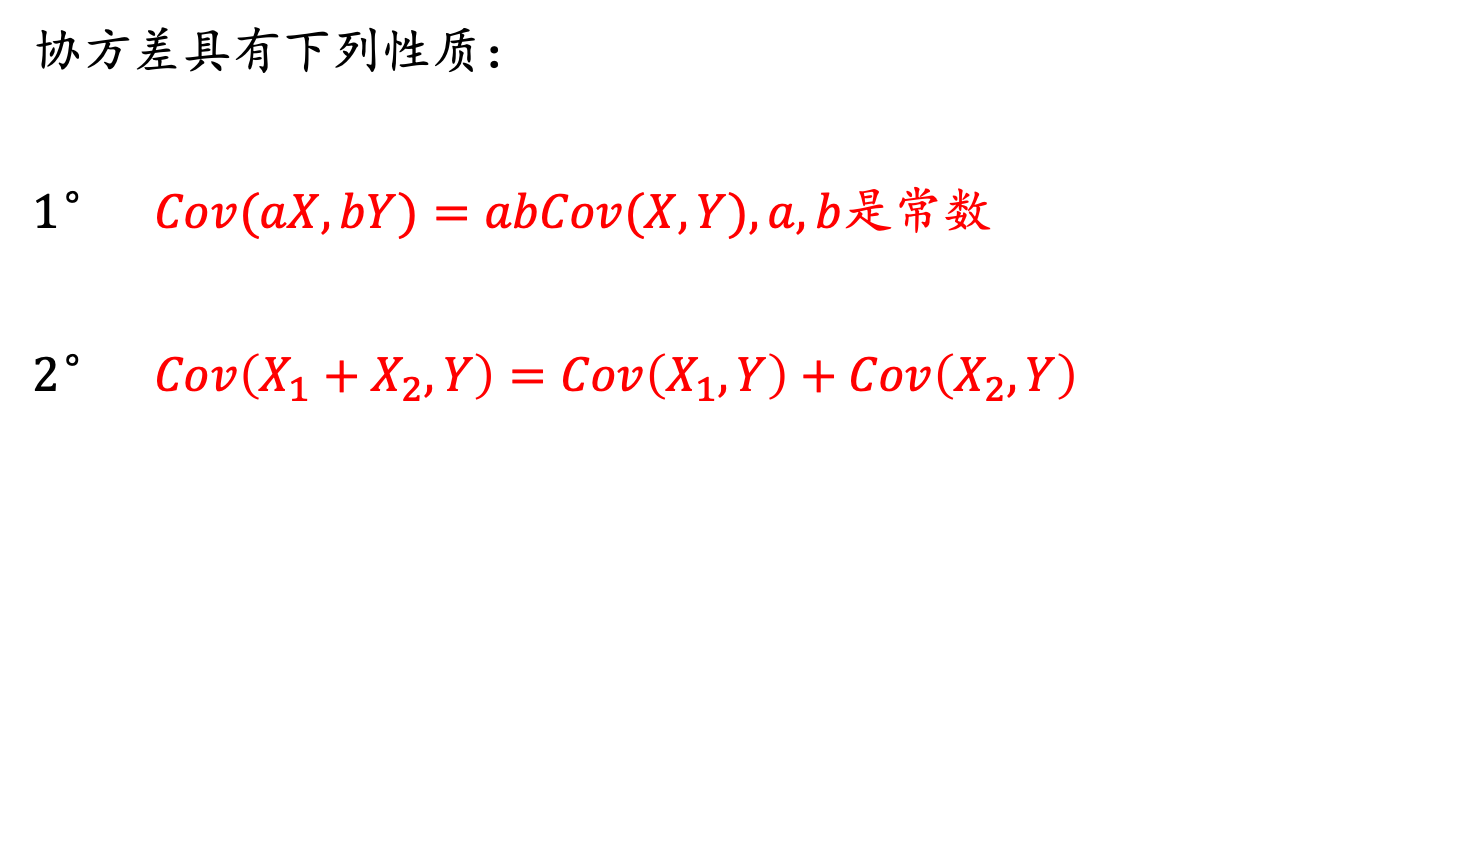 协方差具有下列性质：
1° Cov(aX, bY) = abCov(X, Y), a, b是常数
2° Cov(X₁ + X₂, Y) = Cov(X₁, Y) + Cov(X₂, Y)